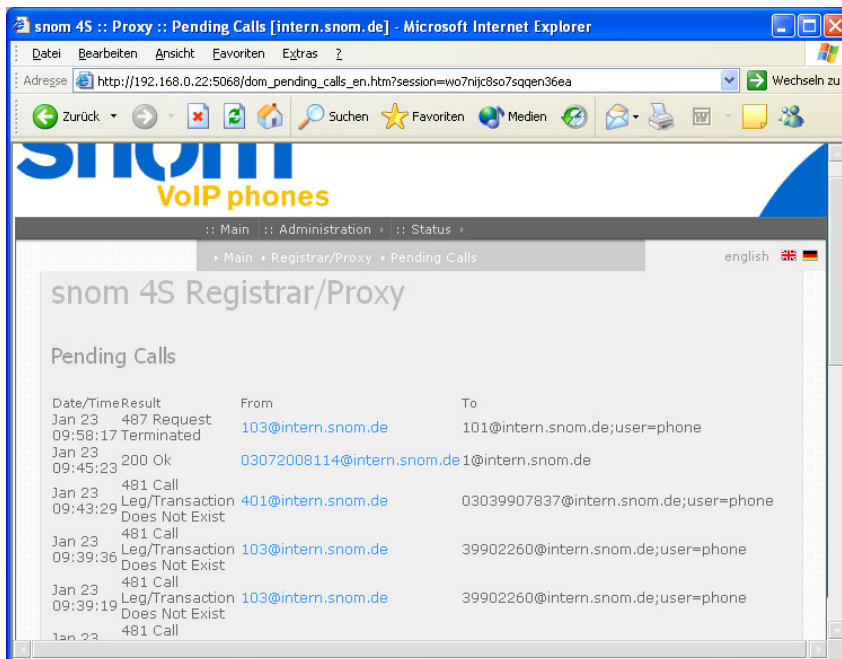 snom 4S :: Proxy :: Pending Calls [intern.snom.de] - Microsoft Internet Explorer
Datei Bearbeiten Ansicht Favoriten Extras ?
Adresse http://192.168.0.22:5068/dom_pending_calls_en.htm?session=wo7nijc8so7sqqen36ea Wechseln zu
Zurück Suchen Favoriten Medien
snom
VoIP phones
:: Main :: Administration :: Status
Main Registrar/Proxy Pending Calls english
snom 4S Registrar/Proxy
Pending Calls
Date/Time Result From To
Jan 23 487 Request
09:58:17 Terminated 103@intern.snom.de 101@intern.snom.de;user=phone
Jan 23
09:45:23 200 Ok 03072008114@intern.snom.de 1@intern.snom.de
481 Call
Jan 23 Leg/Transaction 401@intern.snom.de 03039907837@intern.snom.de;user=phone
09:43:29 Does Not Exist
481 Call
Jan 23 Leg/Transaction 103@intern.snom.de 39902260@intern.snom.de;user=phone
09:39:36 Does Not Exist
481 Call
Jan 23 Leg/Transaction 103@intern.snom.de 39902260@intern.snom.de;user=phone
09:39:19 Does Not Exist
481 Call
Jan 23